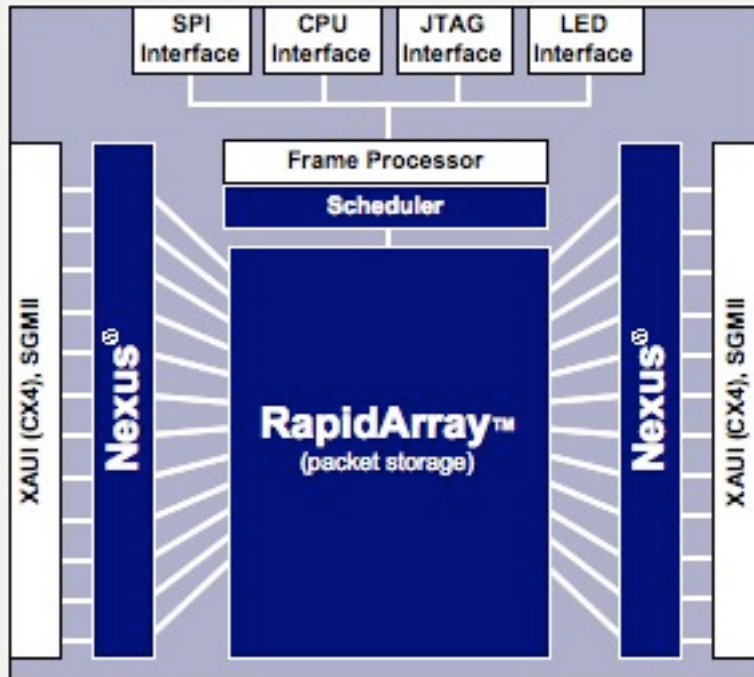 SPI
Interface
CPU
Interface
JTAG
Interface
LED
Interface
Frame Processor
Scheduler
XAUI (CX4), SGMII
Nexus®
RapidArray™
(packet storage)
Nexus®
XAUI (CX4), SGMII